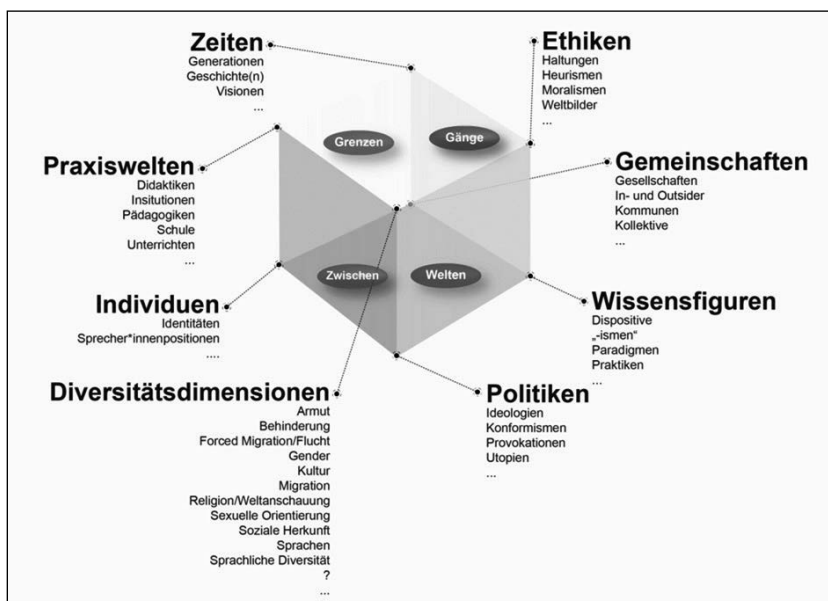 Zeiten
Generationen
Geschichte(n)
Visionen
...
Ethiken
Haltungen
Heurismen
Moralismen
Weltbilder
...
Grenzen
Gänge
Praxiswelten
Didaktiken
Insitutionen
Pädagogiken
Schule
Unterrichten
...
Gemeinschaften
Gesellschaften
In- und Outsider
Kommunen
Kollektive
...
Zwischen
Welten
Individuen
Identitäten
Sprecher*innenpositionen
....
Wissensfiguren
Dispositive
„-ismen“
Paradigmen
Praktiken
...
Diversitätsdimensionen
Armut
Behinderung
Forced Migration/Flucht
Gender
Kultur
Migration
Religion/Weltanschauung
Sexuelle Orientierung
Soziale Herkunft
Sprachen
Sprachliche Diversität
?
...
Politiken
Ideologien
Konformismen
Provokationen
Utopien
...